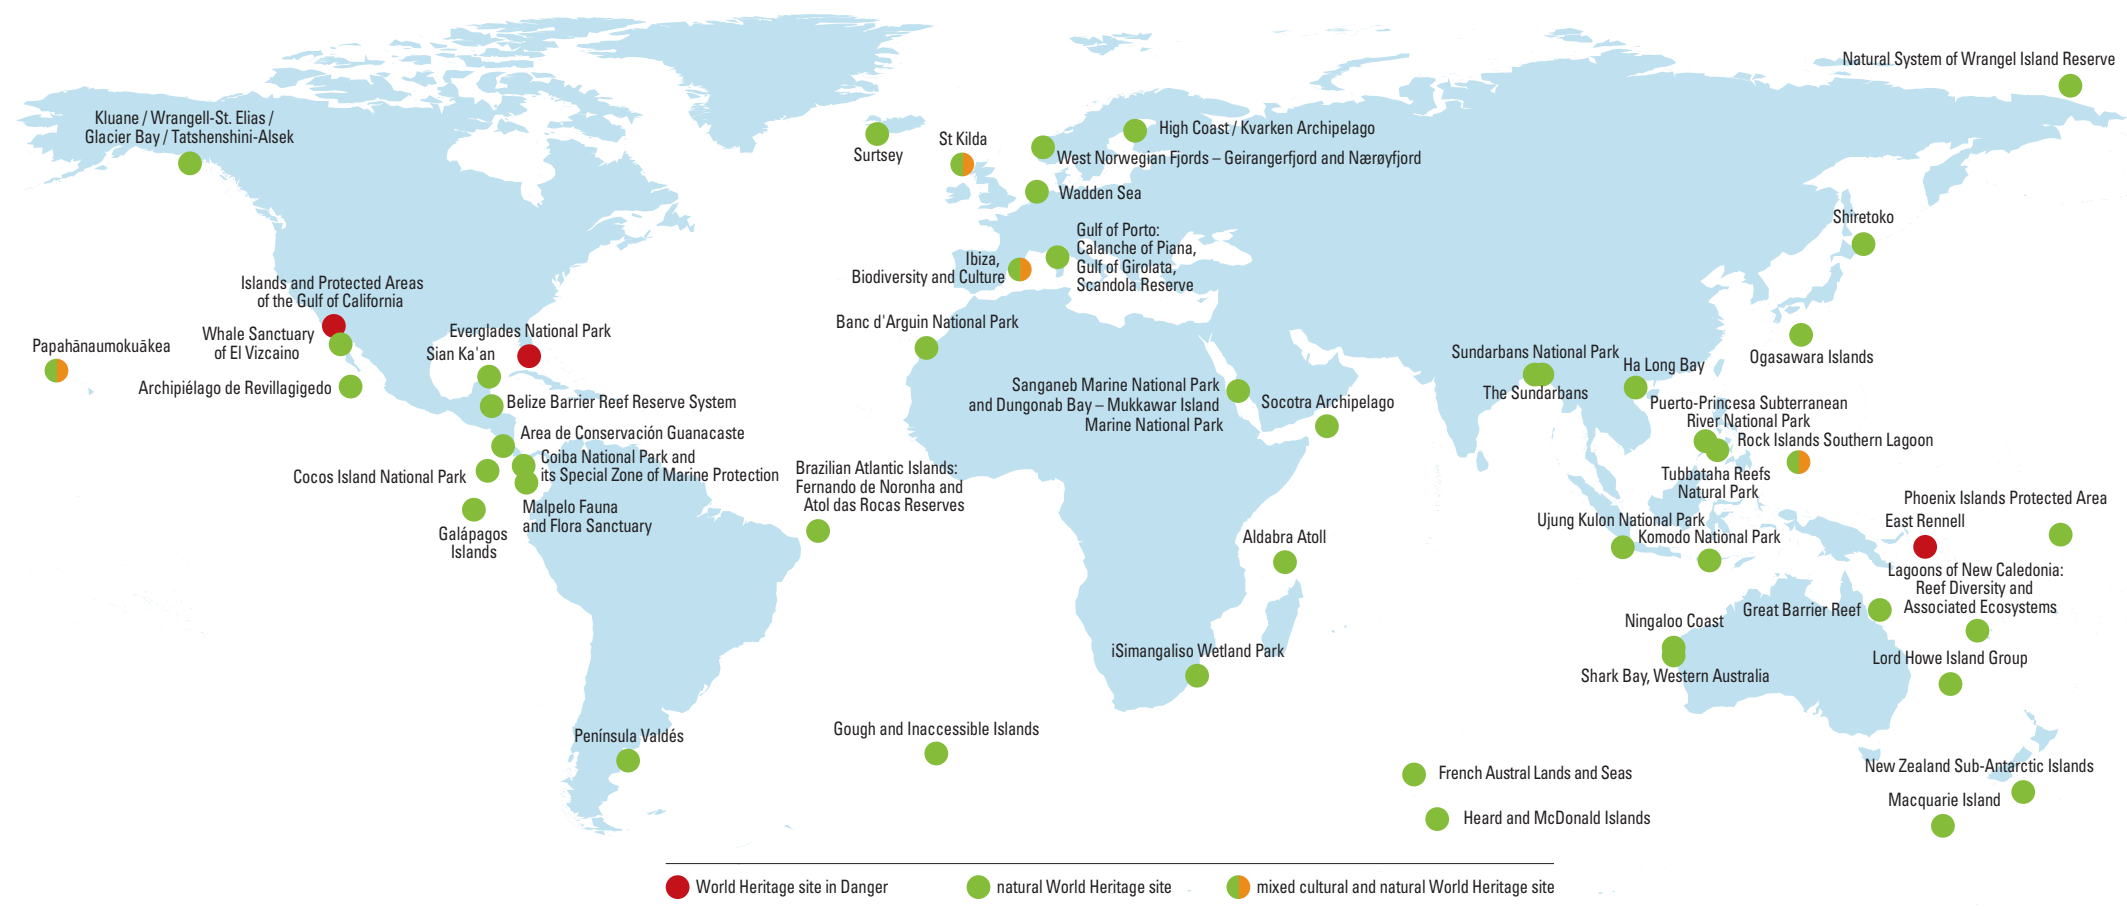 Natural System of Wrangel Island Reserve
Kluane / Wrangell-St. Elias /
Glacier Bay / Tatshenshini-Alsek
Surtsey
St Kilda
High Coast / Kvarken Archipelago
West Norwegian Fjords – Geirangerfjord and Nærøyfjord
Wadden Sea
Shiretoko
Gulf of Porto:
Calanche of Piana,
Gulf of Girolata,
Scandola Reserve
Ibiza,
Biodiversity and Culture
Islands and Protected Areas
of the Gulf of California
Whale Sanctuary
of El Vizcaino
Everglades National Park
Sian Ka'an
Papahānaumokuākea
Archipiélago de Revillagigedo
Belize Barrier Reef Reserve System
Banc d'Arguin National Park
Sanganeb Marine National Park
and Dungonab Bay – Mukkawar Island
Marine National Park
Socotra Archipelago
Sundarbans National Park
The Sundarbans
Ha Long Bay
Ogasawara Islands
Puerto-Princesa Subterranean
River National Park
Rock Islands Southern Lagoon
Tubbataha Reefs
Natural Park
Area de Conservación Guanacaste
Coiba National Park and
its Special Zone of Marine Protection
Cocos Island National Park
Malpelo Fauna
and Flora Sanctuary
Galápagos
Islands
Brazilian Atlantic Islands:
Fernando de Noronha and
Atol das Rocas Reserves
Aldabra Atoll
Ujung Kulon National Park
Komodo National Park
Phoenix Islands Protected Area
East Rennell
Lagoons of New Caledonia:
Reef Diversity and
Associated Ecosystems
Great Barrier Reef
Ningaloo Coast
Shark Bay, Western Australia
Lord Howe Island Group
iSimangaliso Wetland Park
Península Valdés
Gough and Inaccessible Islands
French Austral Lands and Seas
Heard and McDonald Islands
New Zealand Sub-Antarctic Islands
Macquarie Island
World Heritage site in Danger
natural World Heritage site
mixed cultural and natural World Heritage site